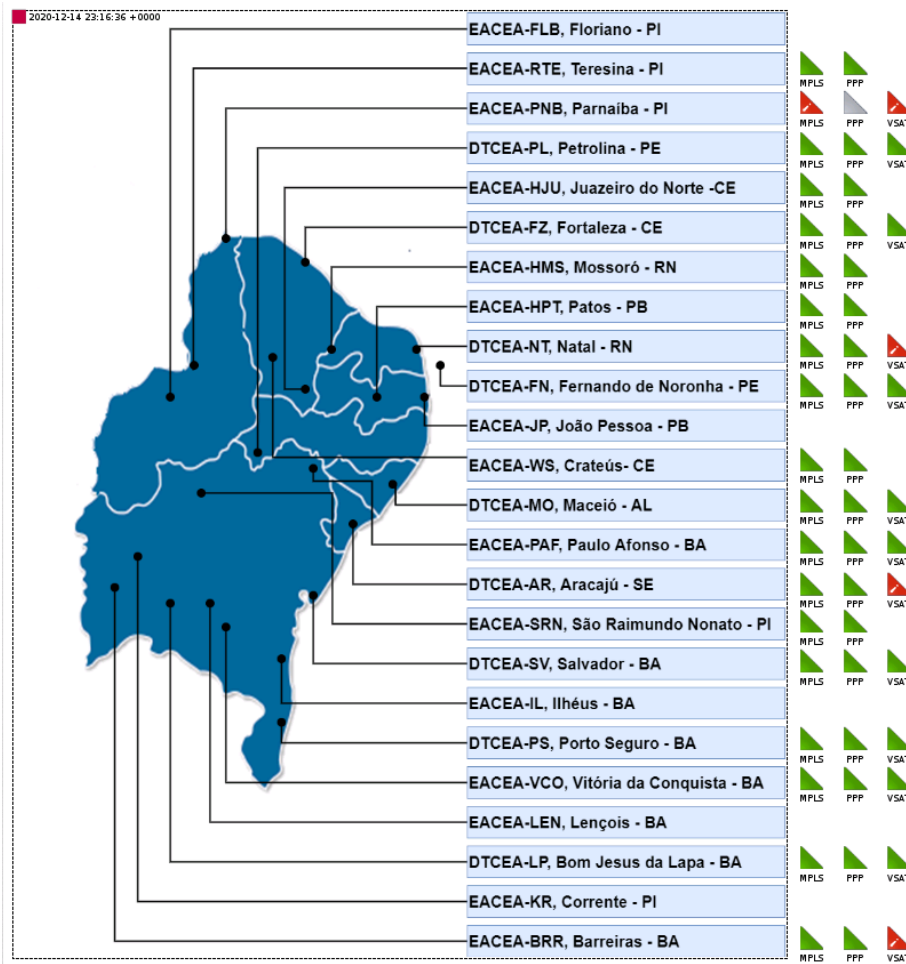 2020-12-14 23:16:36 +0000
EACEA-FLB, Floriano - PI
EACEA-RTE, Teresina - PI
MPLS PPP
EACEA-PNB, Parnaíba - PI
MPLS PPP VSAT
DTCEA-PL, Petrolina - PE
MPLS PPP VSAT
EACEA-HJU, Juazeiro do Norte -CE
MPLS PPP
DTCEA-FZ, Fortaleza - CE
MPLS PPP VSAT
EACEA-HMS, Mossoró - RN
MPLS PPP
EACEA-HPT, Patos - PB
MPLS PPP
DTCEA-NT, Natal - RN
MPLS PPP VSAT
DTCEA-FN, Fernando de Noronha - PE
MPLS PPP VSAT
EACEA-JP, João Pessoa - PB
EACEA-WS, Crateús- CE
MPLS PPP
DTCEA-MO, Maceió - AL
MPLS PPP VSAT
EACEA-PAF, Paulo Afonso - BA
MPLS PPP VSAT
DTCEA-AR, Aracajú - SE
MPLS PPP VSAT
EACEA-SRN, São Raimundo Nonato - PI
MPLS PPP
DTCEA-SV, Salvador - BA
MPLS PPP VSAT
EACEA-IL, Ilhéus - BA
DTCEA-PS, Porto Seguro - BA
MPLS PPP VSAT
EACEA-VCO, Vitória da Conquista - BA
MPLS PPP VSAT
EACEA-LEN, Lençois - BA
DTCEA-LP, Bom Jesus da Lapa - BA
MPLS PPP VSAT
EACEA-KR, Corrente - PI
EACEA-BRR, Barreiras - BA
MPLS PPP VSAT